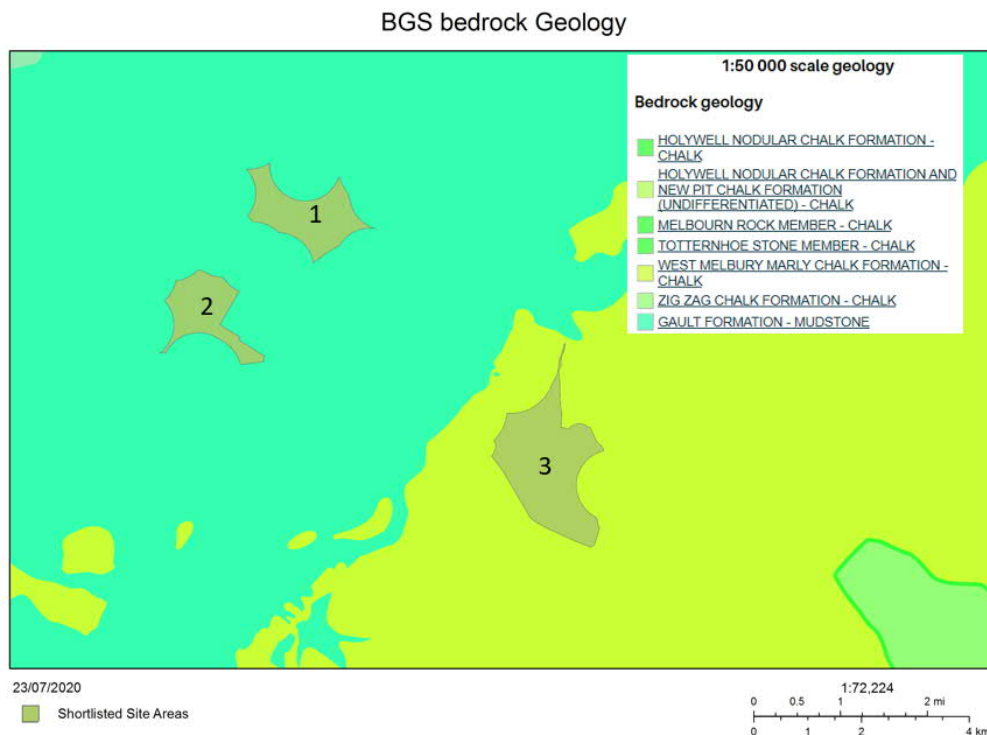 BGS bedrock Geology
1:50 000 scale geology
Bedrock geology
HOLYWELL NODULAR CHALK FORMATION -
CHALK
HOLYWELL NODULAR CHALK FORMATION AND
NEW PIT CHALK FORMATION
(UNDIFFERENTIATED) - CHALK
MELBOURN ROCK MEMBER - CHALK
TOTTERNHOE STONE MEMBER - CHALK
WEST MELBURY MARLY CHALK FORMATION -
CHALK
ZIG ZAG CHALK FORMATION - CHALK
GAULT FORMATION - MUDSTONE
1
2
3
23/07/2020
Shortlisted Site Areas
1:72,224
0 0.5 1 2 mi
0 1 2 4 km